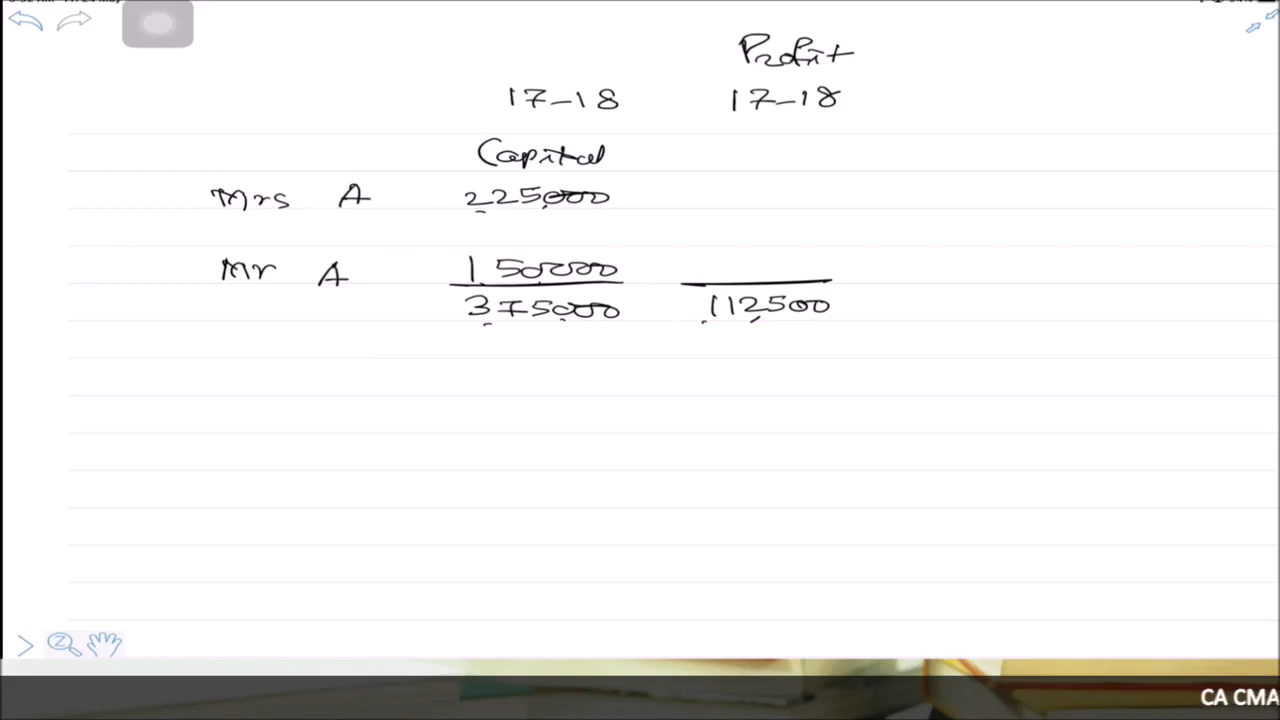 Profit
17-18 17-18
Capital
Mrs A 225000
Mr A 150000
375000 112500
CA CMA